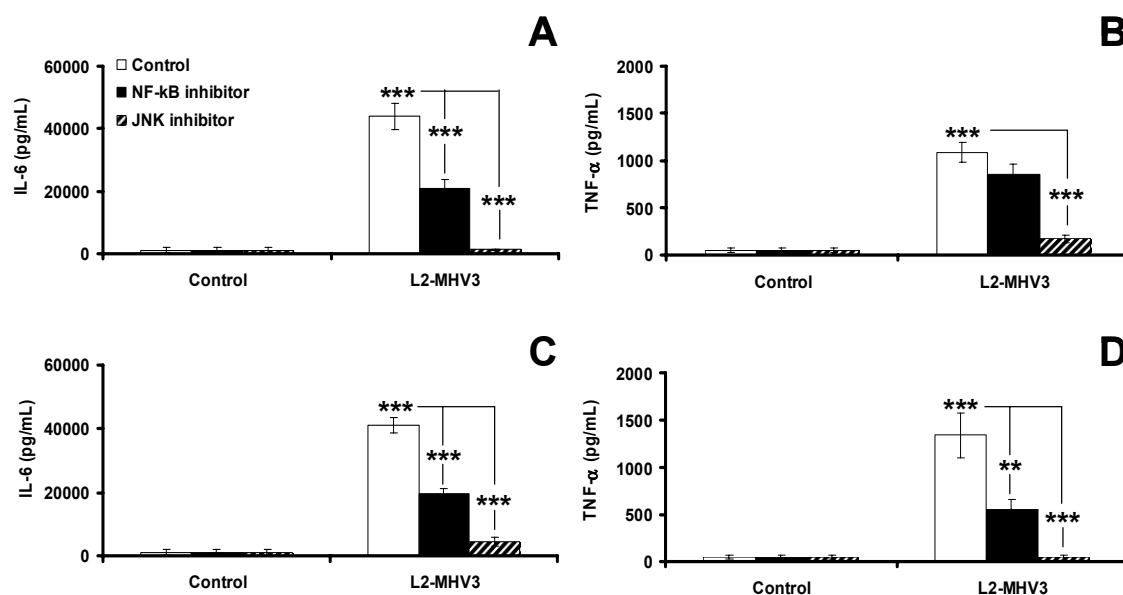 A
IL-6 (pg/mL)
60000
40000
20000
0
Control
NF-kB inhibitor
JNK inhibitor
***
***
***
Control
L2-MHV3
B
TNF-α (pg/mL)
2000
1500
1000
500
0
***
***
Control
L2-MHV3
C
IL-6 (pg/mL)
60000
40000
20000
0
***
***
***
Control
L2-MHV3
D
TNF-α (pg/mL)
2000
1500
1000
500
0
***
**
***
Control
L2-MHV3